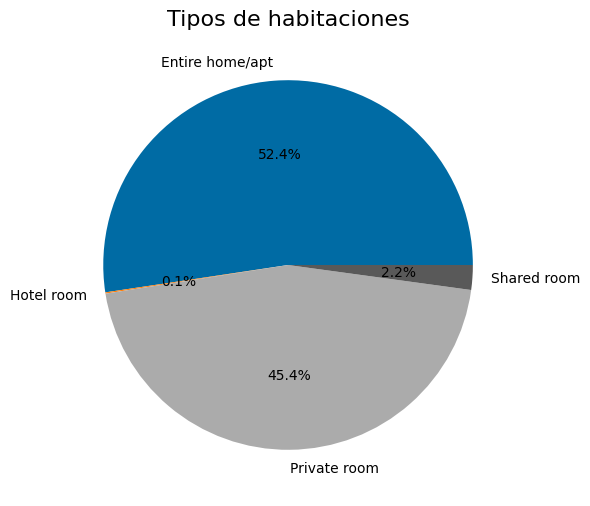 Tipos de habitaciones
Entire home/apt
52.4%
Hotel room
0.1%
2.2%
Shared room
45.4%
Private room